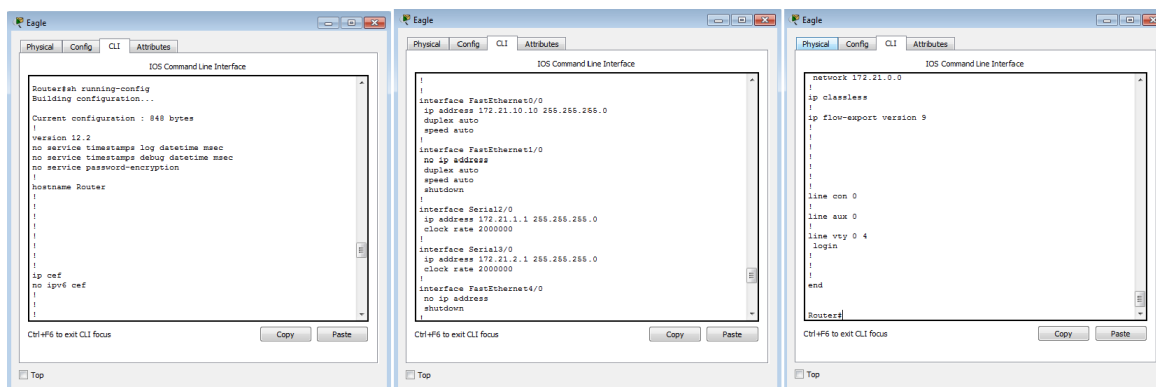 Eagle
Physical Config CLI Attributes
IOS Command Line Interface
Router#sh running-config
Building configuration...
Current configuration : 848 bytes
!
version 12.2
no service timestamps log datetime msec
no service timestamps debug datetime msec
no service password-encryption
!
hostname Router
!
!
!
!
!
!
!
!
ip cef
no ipv6 cef
!
!
!
Ctrl+F6 to exit CLI focus
Copy Paste
Top
Eagle
Physical Config CLI Attributes
IOS Command Line Interface
!
!
interface FastEthernet0/0
ip address 172.21.10.10 255.255.255.0
duplex auto
speed auto
!
interface FastEthernet1/0
no ip address
duplex auto
speed auto
shutdown
!
interface Serial2/0
ip address 172.21.1.1 255.255.255.0
clock rate 2000000
!
interface Serial3/0
ip address 172.21.2.1 255.255.255.0
clock rate 2000000
!
interface FastEthernet4/0
no ip address
shutdown
!
Ctrl+F6 to exit CLI focus
Copy Paste
Top
Eagle
Physical Config CLI Attributes
IOS Command Line Interface
network 172.21.0.0
!
ip classless
!
ip flow-export version 9
!
!
!
!
!
!
!
line con 0
!
line aux 0
!
line vty 0 4
login
!
!
!
end
Router#
Ctrl+F6 to exit CLI focus
Copy Paste
Top